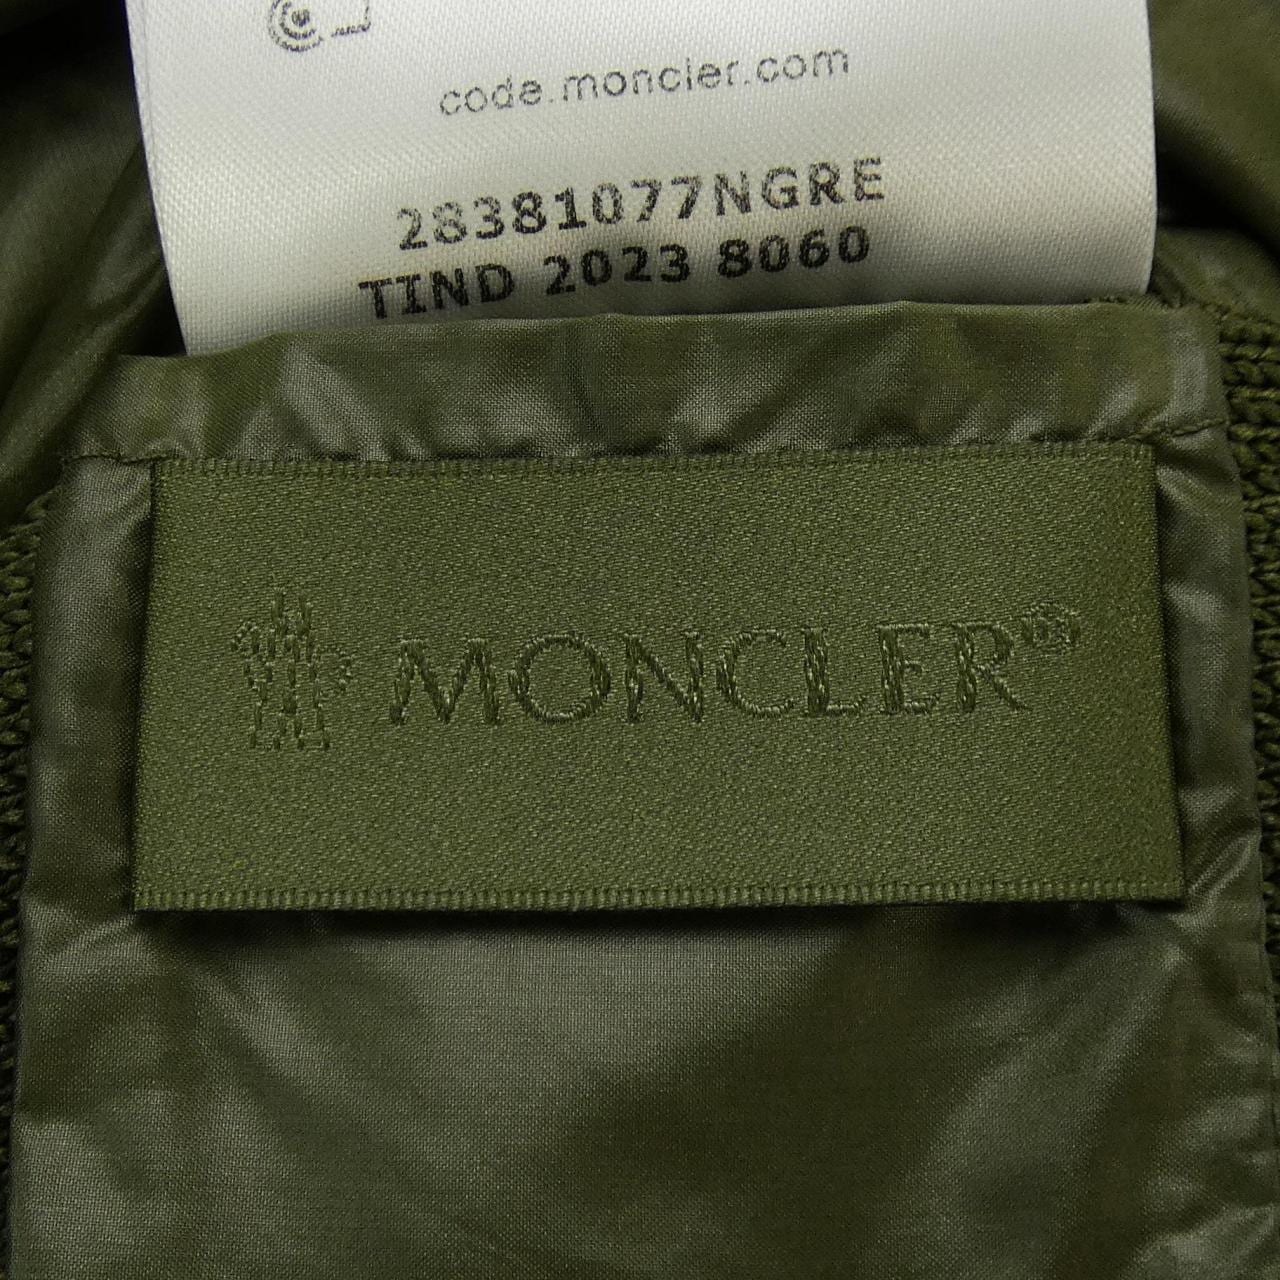 code.moncler.com
28381077NGRE
TIND 2023 8060
MONCLER